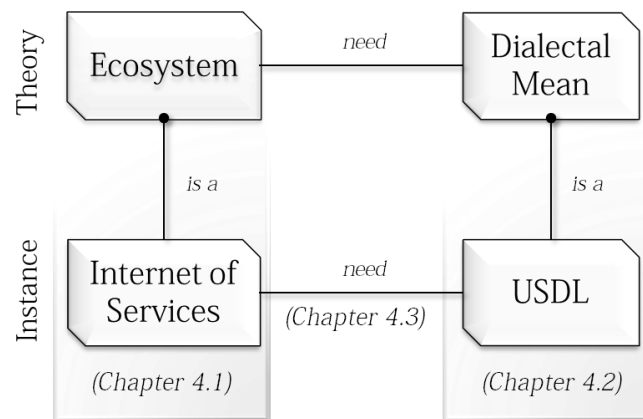 Theory
Ecosystem
need
Dialectal
Mean
is a
is a
Instance
Internet of
Services
need
(Chapter 4.3)
USDL
(Chapter 4.1)
(Chapter 4.2)